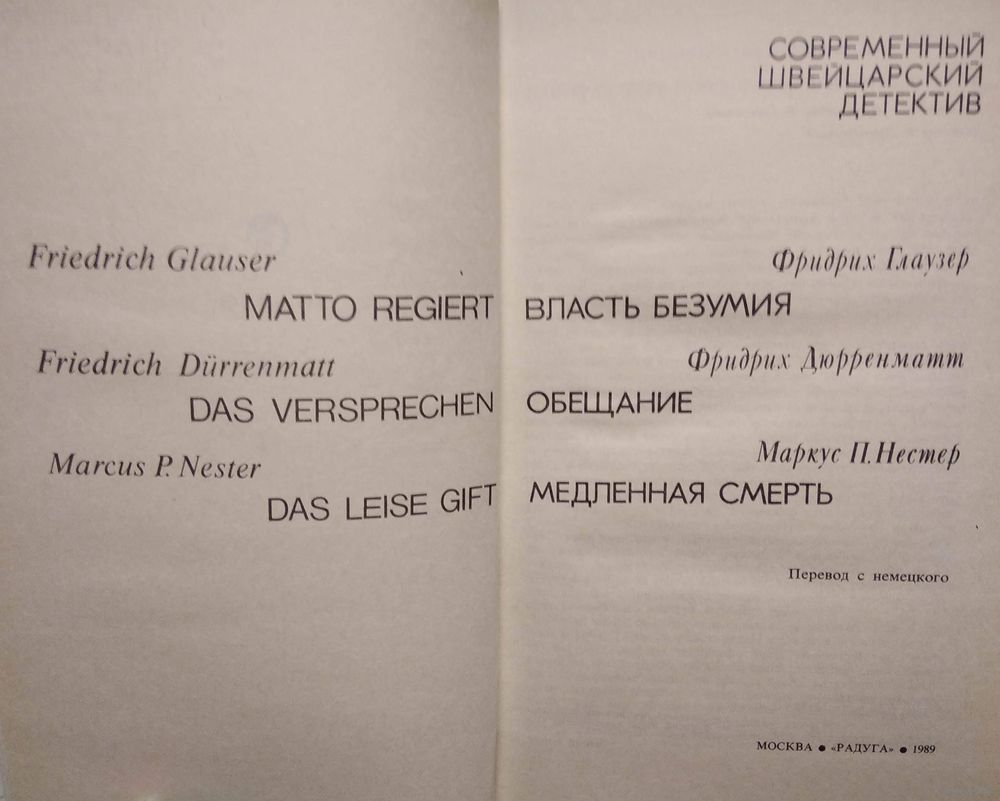 Friedrich Glauser
MATTO REGIERT
Friedrich Dürrenmatt
DAS VERSPRECHEN
Marcus P. Nester
DAS LEISE GIFT
СОВРЕМЕННЫЙ
ШВЕЙЦАРСКИЙ
ДЕТЕКТИВ
Фридрих Глаузер
ВЛАСТЬ БЕЗУМИЯ
Фридрих Дюрренматт
ОБЕЩАНИЕ
Маркус П. Нестер
МЕДЛЕННАЯ СМЕРТЬ
Перевод с немецкого
МОСКВА ● «РАДУГА» ● 1989